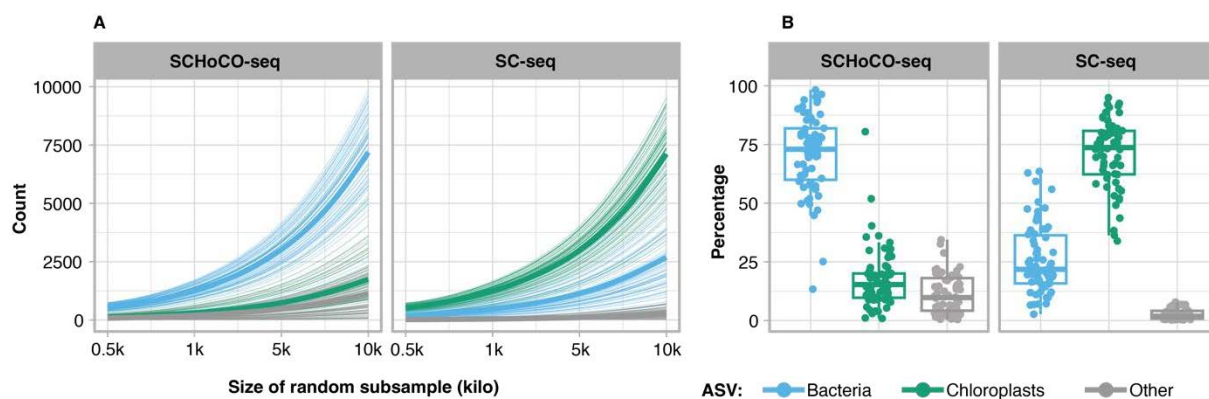 A
B
SCHoCO-seq
SC-seq
SCHoCO-seq
SC-seq
Count
10000
7500
5000
2500
0
0.5k 1k 5k 10k
0.5k 1k 5k 10k
Size of random subsample (kilo)
Percentage
100
75
50
25
0
ASV: Bacteria Chloroplasts Other